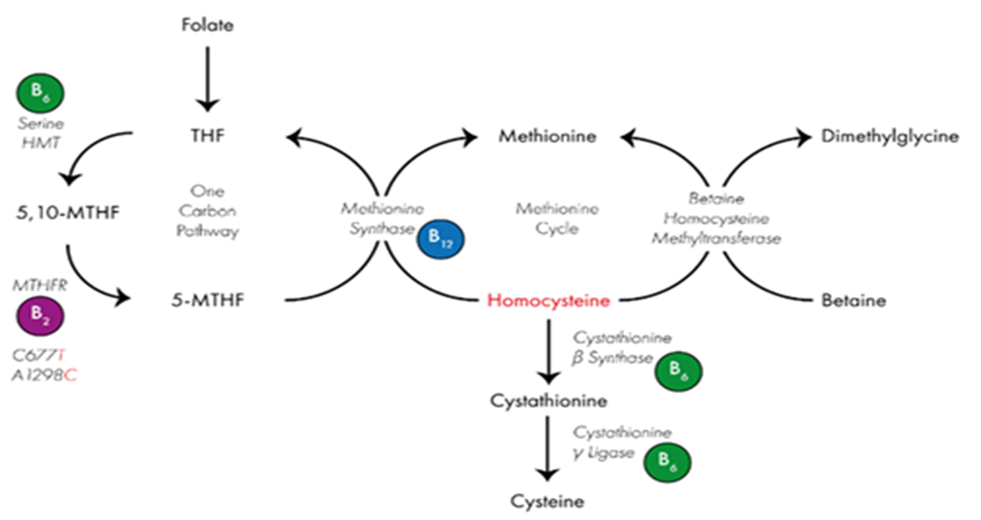 Folate
B6
Serine
HMT
THF
Methionine
Dimethylglycine
5,10-MTHF
One
Carbon
Pathway
Methionine
Synthase
B12
Methionine
Cycle
Betaine
Homocysteine
Methyltransferase
MTHFR
B2
C677T
A1298C
5-MTHF
Homocysteine
Betaine
Cystathionine
β Synthase
B6
Cystathionine
Cystathionine
γ Ligase
B6
Cysteine